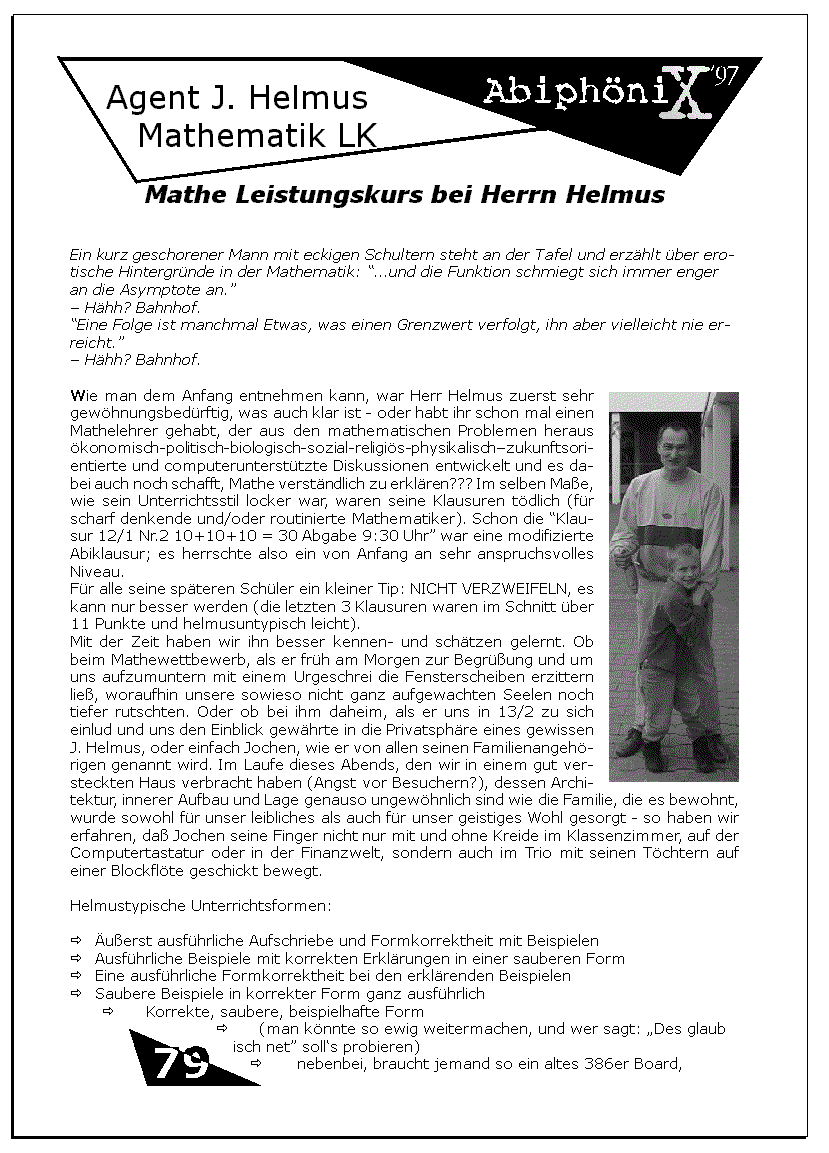 Agent J. Helmus
Mathematik LK
AbiphöniX '97
Mathe Leistungskurs bei Herrn Helmus
Ein kurz geschorener Mann mit eckigen Schultern steht an der Tafel und erzählt über ero-
tische Hintergründe in der Mathematik: “...und die Funktion schmiegt sich immer enger
an die Asymptote an.”
– Hähh? Bahnhof.
“Eine Folge ist manchmal Etwas, was einen Grenzwert verfolgt, ihn aber vielleicht nie er-
reicht.”
– Hähh? Bahnhof.
Wie man dem Anfang entnehmen kann, war Herr Helmus zuerst sehr
gewöhnungsbedürftig, was auch klar ist - oder habt ihr schon mal einen
Mathelehrer gehabt, der aus den mathematischen Problemen heraus
ökonomisch-politisch-biologisch-sozial-religiös-physikalisch–zukunftsori-
entierte und computerunterstützte Diskussionen entwickelt und es da-
bei auch noch schafft, Mathe verständlich zu erklären??? Im selben Maße,
wie sein Unterrichtsstil locker war, waren seine Klausuren tödlich (für
scharf denkende und/oder routinierte Mathematiker). Schon die “Klau-
sur 12/1 Nr.2 10+10+10 = 30 Abgabe 9:30 Uhr” war eine modifizierte
Abiklausur; es herrschte also ein von Anfang an sehr anspruchsvolles
Niveau.
Für alle seine späteren Schüler ein kleiner Tip: NICHT VERZWEIFELN, es
kann nur besser werden (die letzten 3 Klausuren waren im Schnitt über
11 Punkte und helmusuntypisch leicht).
Mit der Zeit haben wir ihn besser kennen- und schätzen gelernt. Ob
beim Mathewettbewerb, als er früh am Morgen zur Begrüßung und um
uns aufzumuntern mit einem Urgeschrei die Fensterscheiben erzittern
ließ, woraufhin unsere sowieso nicht ganz aufgewachten Seelen noch
tiefer rutschten. Oder ob bei ihm daheim, als er uns in 13/2 zu sich
einlud und uns den Einblick gewährte in die Privatsphäre eines gewissen
J. Helmus, oder einfach Jochen, wie er von allen seinen Familienangehö-
rigen genannt wird. Im Laufe dieses Abends, den wir in einem gut ver-
steckten Haus verbracht haben (Angst vor Besuchern?), dessen Archi-
tektur, innerer Aufbau und Lage genauso ungewöhnlich sind wie die Familie, die es bewohnt,
wurde sowohl für unser leibliches als auch für unser geistiges Wohl gesorgt - so haben wir
erfahren, daß Jochen seine Finger nicht nur mit und ohne Kreide im Klassenzimmer, auf der
Computertastatur oder in der Finanzwelt, sondern auch im Trio mit seinen Töchtern auf
einer Blockflöte geschickt bewegt.
Helmustypische Unterrichtsformen:
⇨ Äußerst ausführliche Aufschriebe und Formkorrektheit mit Beispielen
⇨ Ausführliche Beispiele mit korrekten Erklärungen in einer sauberen Form
⇨ Eine ausführliche Formkorrektheit bei den erklärenden Beispielen
⇨ Saubere Beispiele in korrekter Form ganz ausführlich
⇨ Korrekte, saubere, beispielhafte Form
⇨ (man könnte so ewig weitermachen, und wer sagt: „Des glaub
isch net” soll‘s probieren)
⇨ nebenbei, braucht jemand so ein altes 386er Board,
79